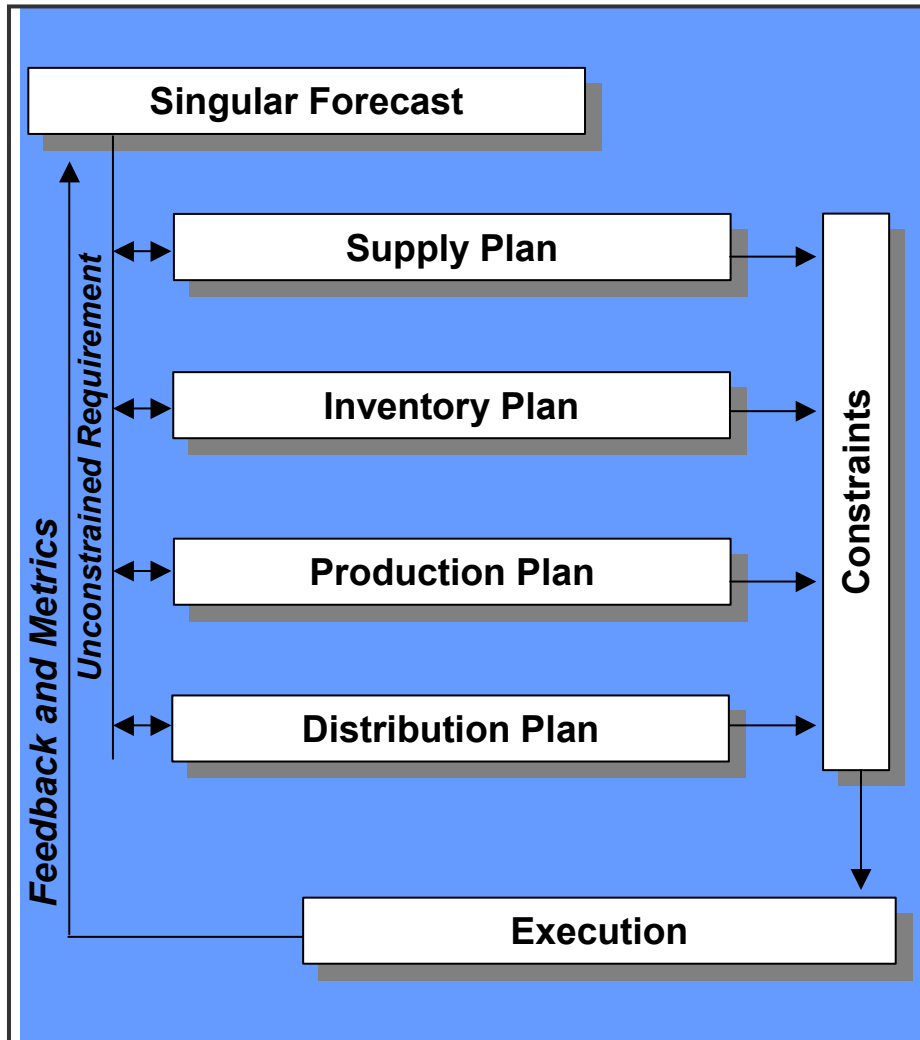 Singular Forecast
Supply Plan
Inventory Plan
Production Plan
Distribution Plan
Unconstrained Requirement
Feedback and Metrics
Constraints
Execution